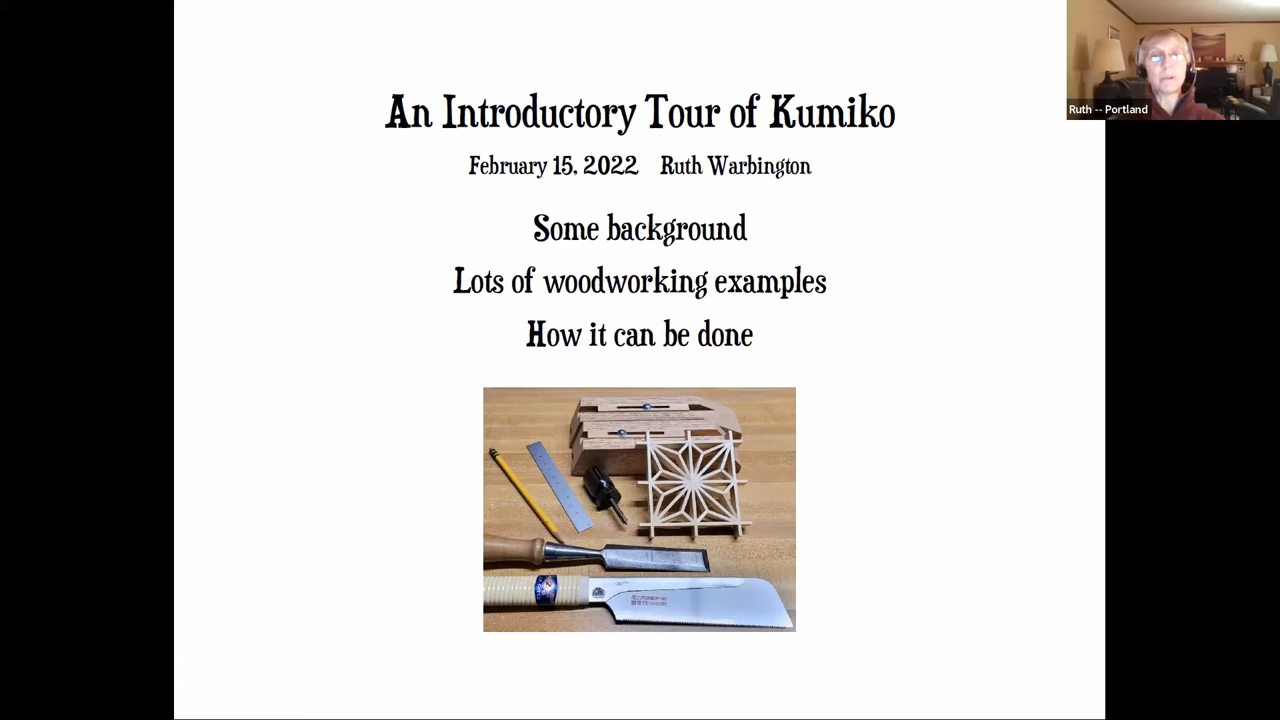 An Introductory Tour of Kumiko
February 15, 2022 Ruth Warbington
Some background
Lots of woodworking examples
How it can be done
Ruth -- Portland